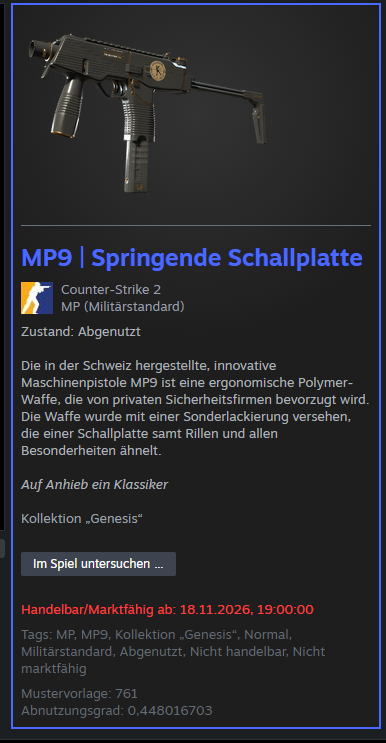 MP9 | Springende Schallplatte
Counter-Strike 2
MP (Militärstandard)
Zustand: Abgenutzt
Die in der Schweiz hergestellte, innovative
Maschinenpistole MP9 ist eine ergonomische Polymer-
Waffe, die von privaten Sicherheitsfirmen bevorzugt wird.
Die Waffe wurde mit einer Sonderlackierung versehen,
die einer Schallplatte samt Rillen und allen
Besonderheiten ähnelt.
Auf Anhieb ein Klassiker
Kollektion „Genesis“
Im Spiel untersuchen ...
Handelbar/Marktfähig ab: 18.11.2026, 19:00:00
Tags: MP, MP9, Kollektion „Genesis“, Normal,
Militärstandard, Abgenutzt, Nicht handelbar, Nicht
marktfähig
Mustervorlage: 761
Abnutzungsgrad: 0,448016703